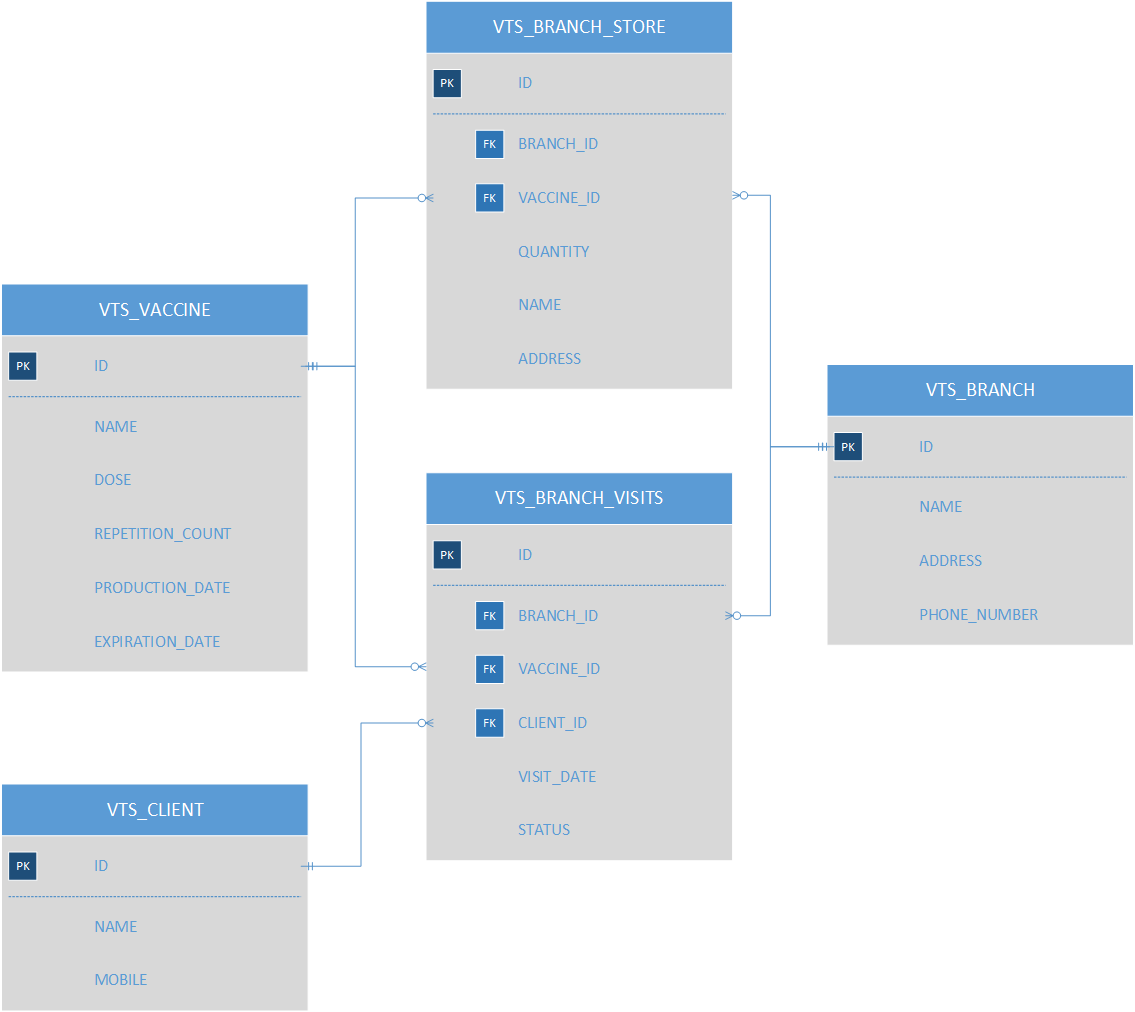 VTS_BRANCH_STORE
PK ID
FK BRANCH_ID
FK VACCINE_ID
QUANTITY
NAME
ADDRESS
VTS_VACCINE
PK ID
NAME
DOSE
REPETITION_COUNT
PRODUCTION_DATE
EXPIRATION_DATE
VTS_BRANCH
PK ID
NAME
ADDRESS
PHONE_NUMBER
VTS_BRANCH_VISITS
PK ID
FK BRANCH_ID
FK VACCINE_ID
FK CLIENT_ID
VISIT_DATE
STATUS
VTS_CLIENT
PK ID
NAME
MOBILE